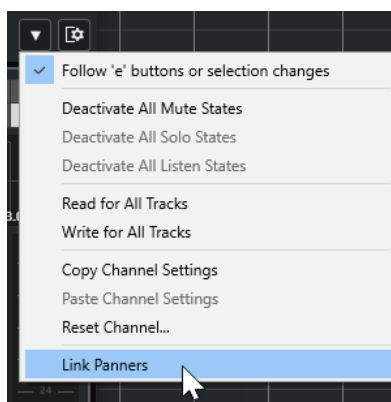 Follow 'e' buttons or selection changes
Deactivate All Mute States
Deactivate All Solo States
Deactivate All Listen States
Read for All Tracks
Write for All Tracks
Copy Channel Settings
Paste Channel Settings
Reset Channel...
Link Panners
24